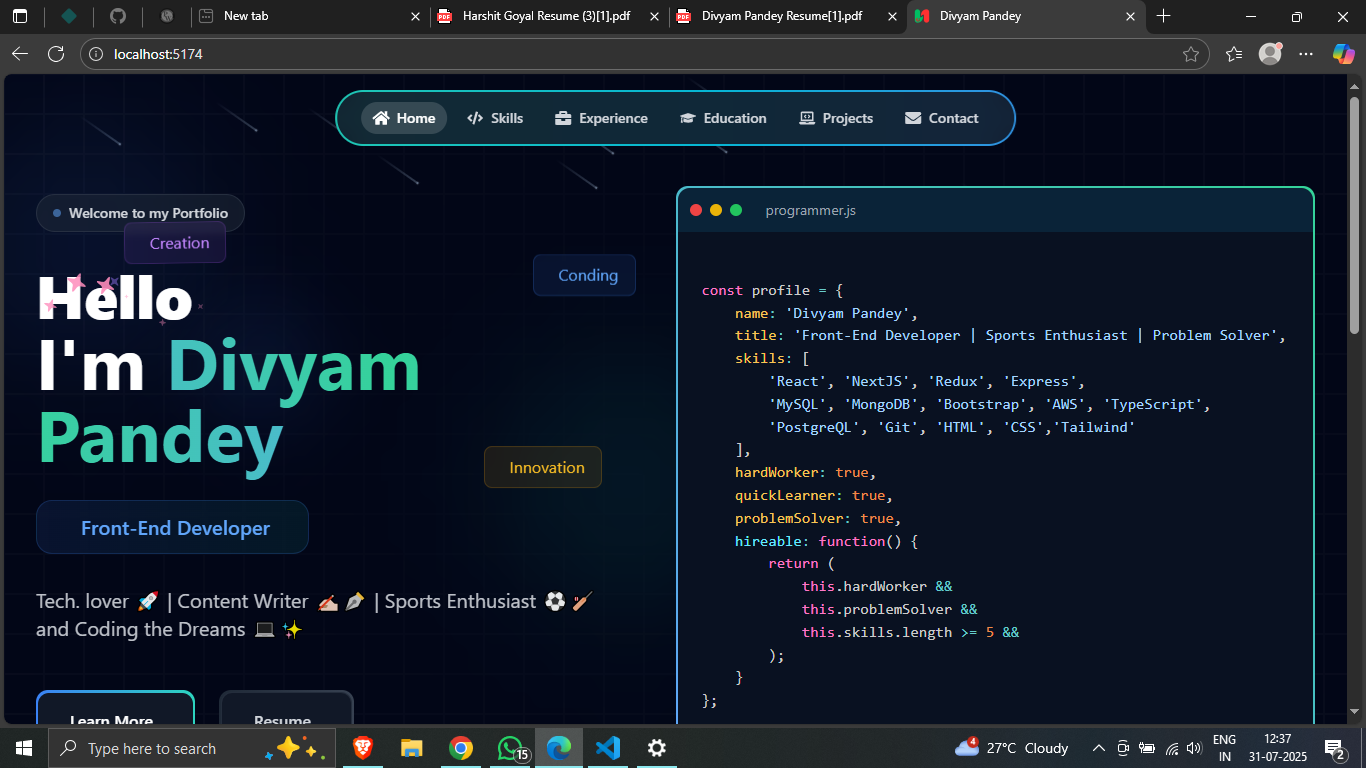 New tab
Harshit Goyal Resume (3)[1].pdf
Divyam Pandey Resume[1].pdf
Divyam Pandey
localhost:5174
Home
Skills
Experience
Education
Projects
Contact
Welcome to my Portfolio
Creation
Conding
Hello
I'm Divyam
Pandey
Innovation
Front-End Developer
Tech. lover 🚀 | Content Writer ✍🏻 🖋️ | Sports Enthusiast ⚽ 🏏
and Coding the Dreams 💻 ✨
Learn More
Resume
programmer.js
const profile = {
    name: 'Divyam Pandey',
    title: 'Front-End Developer | Sports Enthusiast | Problem Solver',
    skills: [
        'React', 'NextJS', 'Redux', 'Express',
        'MySQL', 'MongoDB', 'Bootstrap', 'AWS', 'TypeScript',
        'PostgreQL', 'Git', 'HTML', 'CSS','Tailwind'
    ],
    hardWorker: true,
    quickLearner: true,
    problemSolver: true,
    hireable: function() {
        return (
            this.hardWorker &&
            this.problemSolver &&
            this.skills.length >= 5 &&
        );
    }
};
Type here to search
15
4
27°C Cloudy
ENG
IN
12:37
31-07-2025
2